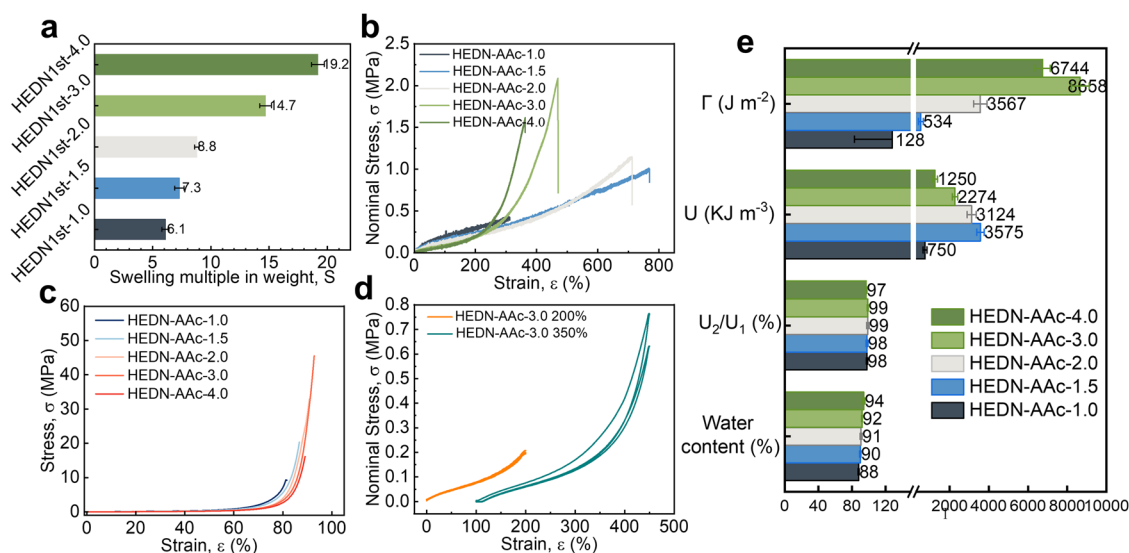 a
HEDN1st-4.0
HEDN1st-3.0
HEDN1st-2.0
HEDN1st-1.5
HEDN1st-1.0
19.2
14.7
8.8
7.3
6.1
0 5 10 15 20
Swelling multiple in weight, S
b
Nominal Stress, σ (MPa)
2.5
2.0
1.5
1.0
0.5
0.0
HEDN-AAc-1.0
HEDN-AAc-1.5
HEDN-AAc-2.0
HEDN-AAc-3.0
HEDN-AAc-4.0
0 200 400 600 800
Strain, ε (%)
c
Stress, σ (MPa)
60
50
40
30
20
10
0
HEDN-AAc-1.0
HEDN-AAc-1.5
HEDN-AAc-2.0
HEDN-AAc-3.0
HEDN-AAc-4.0
0 20 40 60 80 100
Strain, ε (%)
d
Nominal Stress, σ (MPa)
0.8
0.7
0.6
0.5
0.4
0.3
0.2
0.1
0.0
HEDN-AAc-3.0 200%
HEDN-AAc-3.0 350%
0 100 200 300 400 500
Strain, ε (%)
e
Γ (J m⁻²)
6744
8658
3567
534
128
U (KJ m⁻³)
1250
2274
3124
3575
750
U₂/U₁ (%)
97
99
99
98
98
Water
content (%)
94
92
91
90
88
HEDN-AAc-4.0
HEDN-AAc-3.0
HEDN-AAc-2.0
HEDN-AAc-1.5
HEDN-AAc-1.0
0 40 80 120 2000 4000 6000 8000 10000